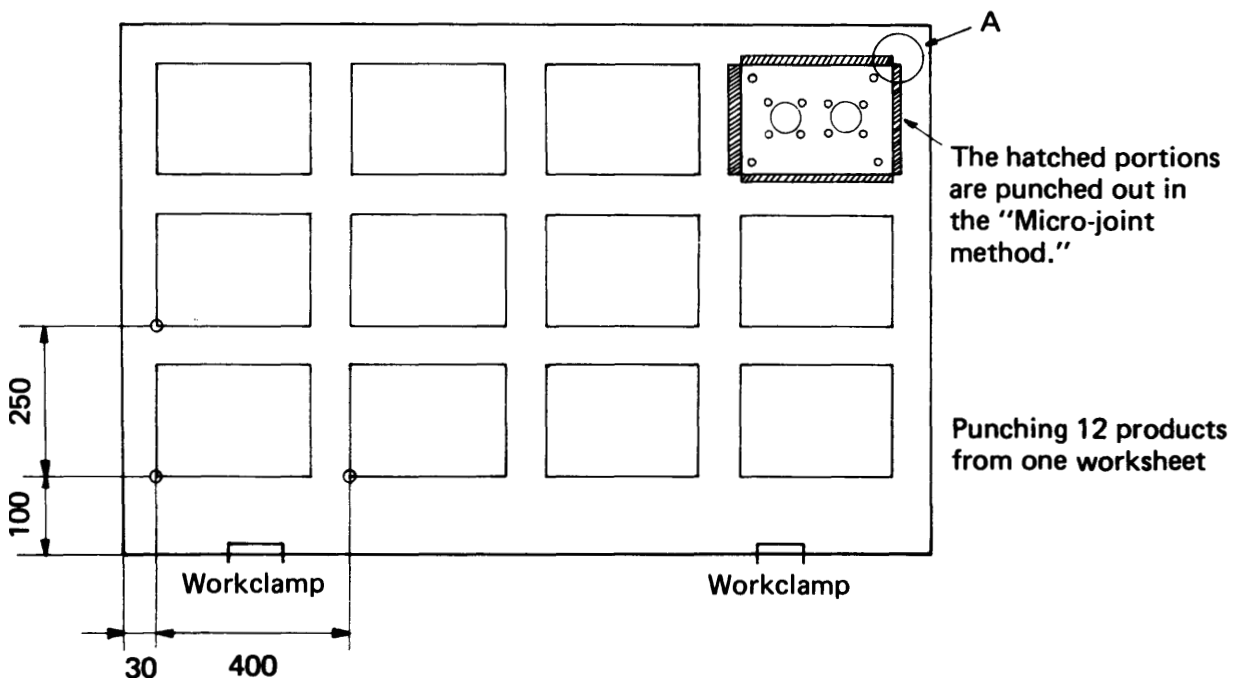 A
The hatched portions
are punched out in
the "Micro-joint
method."
250
Punching 12 products
from one worksheet
100
Workclamp
Workclamp
30
400